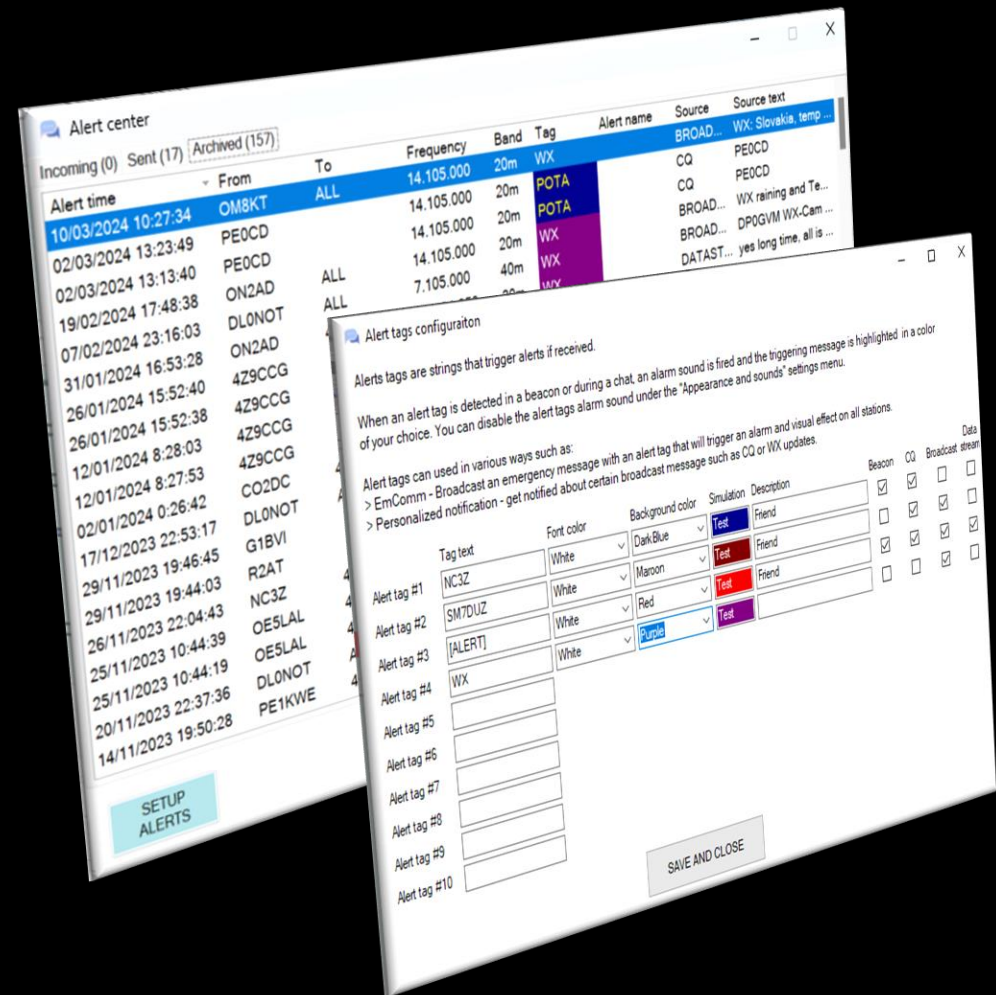 Alert center
Incoming (0) Sent (17) Archived (157)
Alert time From To Frequency Band Tag Alert name Source Source text
10/03/2024 10:27:34 OM8KT ALL 14.105.000 20m WX BROAD... WX: Slovakia, temp ...
02/03/2024 13:23:49 PE0CD 14.105.000 20m POTA CQ PE0CD
02/03/2024 13:13:40 PE0CD 14.105.000 20m POTA CQ PE0CD
19/02/2024 17:48:38 ON2AD ALL 14.105.000 20m WX BROAD... WX raining and Te...
07/02/2024 23:16:03 DL0NOT ALL 7.105.000 40m WX BROAD... DP0GVM WX-Cam ...
31/01/2024 16:53:28 ON2AD WX DATAST... yes long time, all is ...
26/01/2024 15:52:40 4Z9CCG
26/01/2024 15:52:38 4Z9CCG
12/01/2024 8:28:03 4Z9CCG
12/01/2024 8:27:53 4Z9CCG
02/01/2024 0:26:42 CO2DC
17/12/2023 22:53:17 DL0NOT
29/11/2023 19:46:45 G1BVI
29/11/2023 19:44:03 R2AT
26/11/2023 22:04:43 NC3Z
25/11/2023 10:44:39 OE5LAL
25/11/2023 10:44:19 OE5LAL
20/11/2023 22:37:36 DL0NOT
14/11/2023 19:50:28 PE1KWE
SETUP
ALERTS
Alert tags configuraiton
Alerts tags are strings that trigger alerts if received.
When an alert tag is detected in a beacon or during a chat, an alarm sound is fired and the triggering message is highlighted in a color
of your choice. You can disable the alert tags alarm sound under the "Appearance and sounds" settings menu.
Alert tags can used in various ways such as:
> EmComm - Broadcast an emergency message with an alert tag that will trigger an alarm and visual effect on all stations.
> Personalized notification - get notified about certain broadcast message such as CQ or WX updates.
Tag text Font color Background color Simulation Description Beacon CQ Broadcast Data stream
Alert tag #1 NC3Z White DarkBlue Test Friend
Alert tag #2 SM7DUZ White Maroon Test Friend
Alert tag #3 [ALERT] White Red Test Friend
Alert tag #4 WX White Purple Test
Alert tag #5
Alert tag #6
Alert tag #7
Alert tag #8
Alert tag #9
Alert tag #10
SAVE AND CLOSE